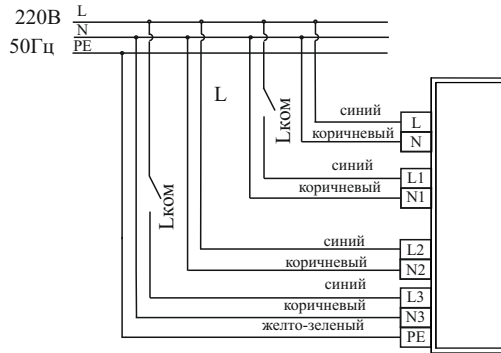 220В L
N
50Гц PE
L
Lком
Lком
синий L
коричневый N
синий L1
коричневый N1
синий L2
коричневый N2
синий L3
коричневый N3
желто-зеленый PE